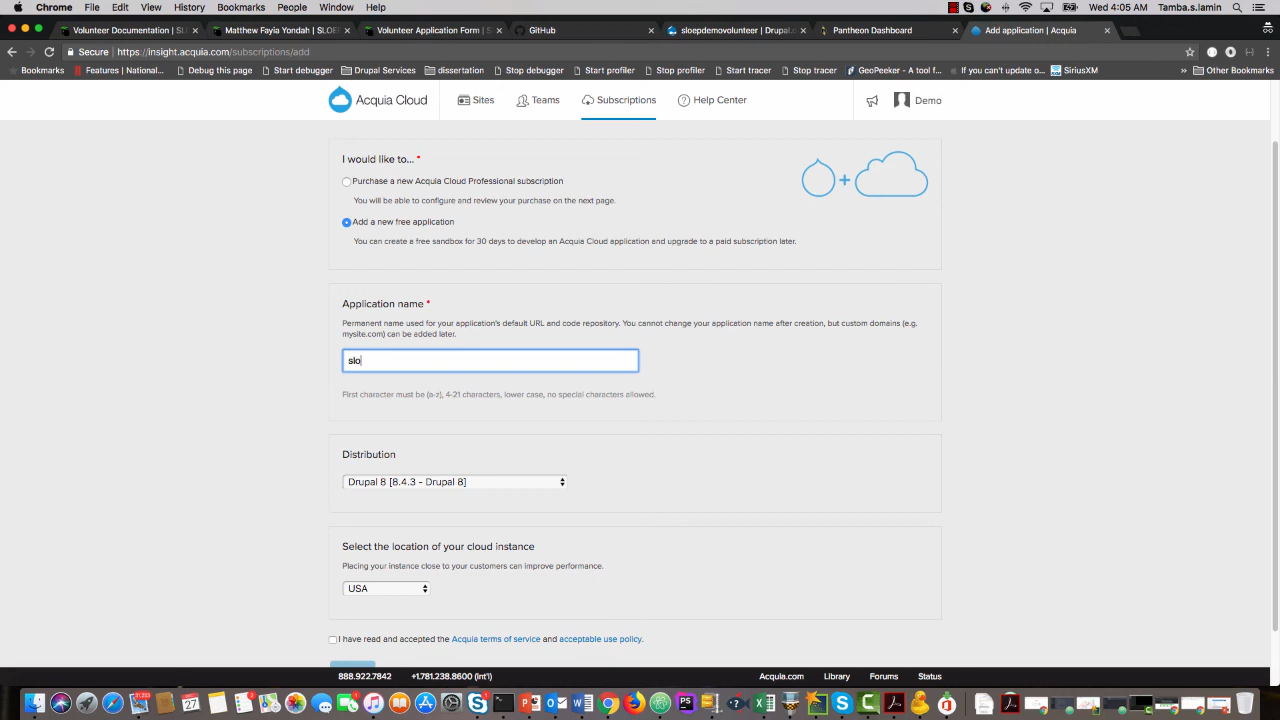 Chrome File Edit View History Bookmarks People Window Help Wed 4:05 AM Tamba.s.lamin
Volunteer Documentation | SLO Matthew Fayia Yondah | SLOEP Volunteer Application Form | C GitHub sloepdemovolunteer | Drupal. Pantheon Dashboard Add application | Acquia
Secure https://insight.acquia.com/subscriptions/add
Bookmarks Features | National... Debug this page Start debugger Drupal Services dissertation Stop debugger Start profiler Stop profiler Start tracer Stop tracer GeoPeeker - A tool f... If you can't update o... SiriusXM » Other Bookmarks
Acquia Cloud Sites Teams Subscriptions Help Center Demo
I would like to... *
Purchase a new Acquia Cloud Professional subscription
You will be able to configure and review your purchase on the next page.
Add a new free application
You can create a free sandbox for 30 days to develop an Acquia Cloud application and upgrade to a paid subscription later.
Application name *
Permanent name used for your application's default URL and code repository. You cannot change your application name after creation, but custom domains (e.g.
mysite.com) can be added later.
slo
First character must be (a-z), 4-21 characters, lower case, no special characters allowed.
Distribution
Drupal 8 [8.4.3 - Drupal 8]
Select the location of your cloud instance
Placing your instance close to your customers can improve performance.
USA
I have read and accepted the Acquia terms of service and acceptable use policy.
888.922.7842 +1.781.238.8600 (Int'l) Acquia.com Library Forums Status